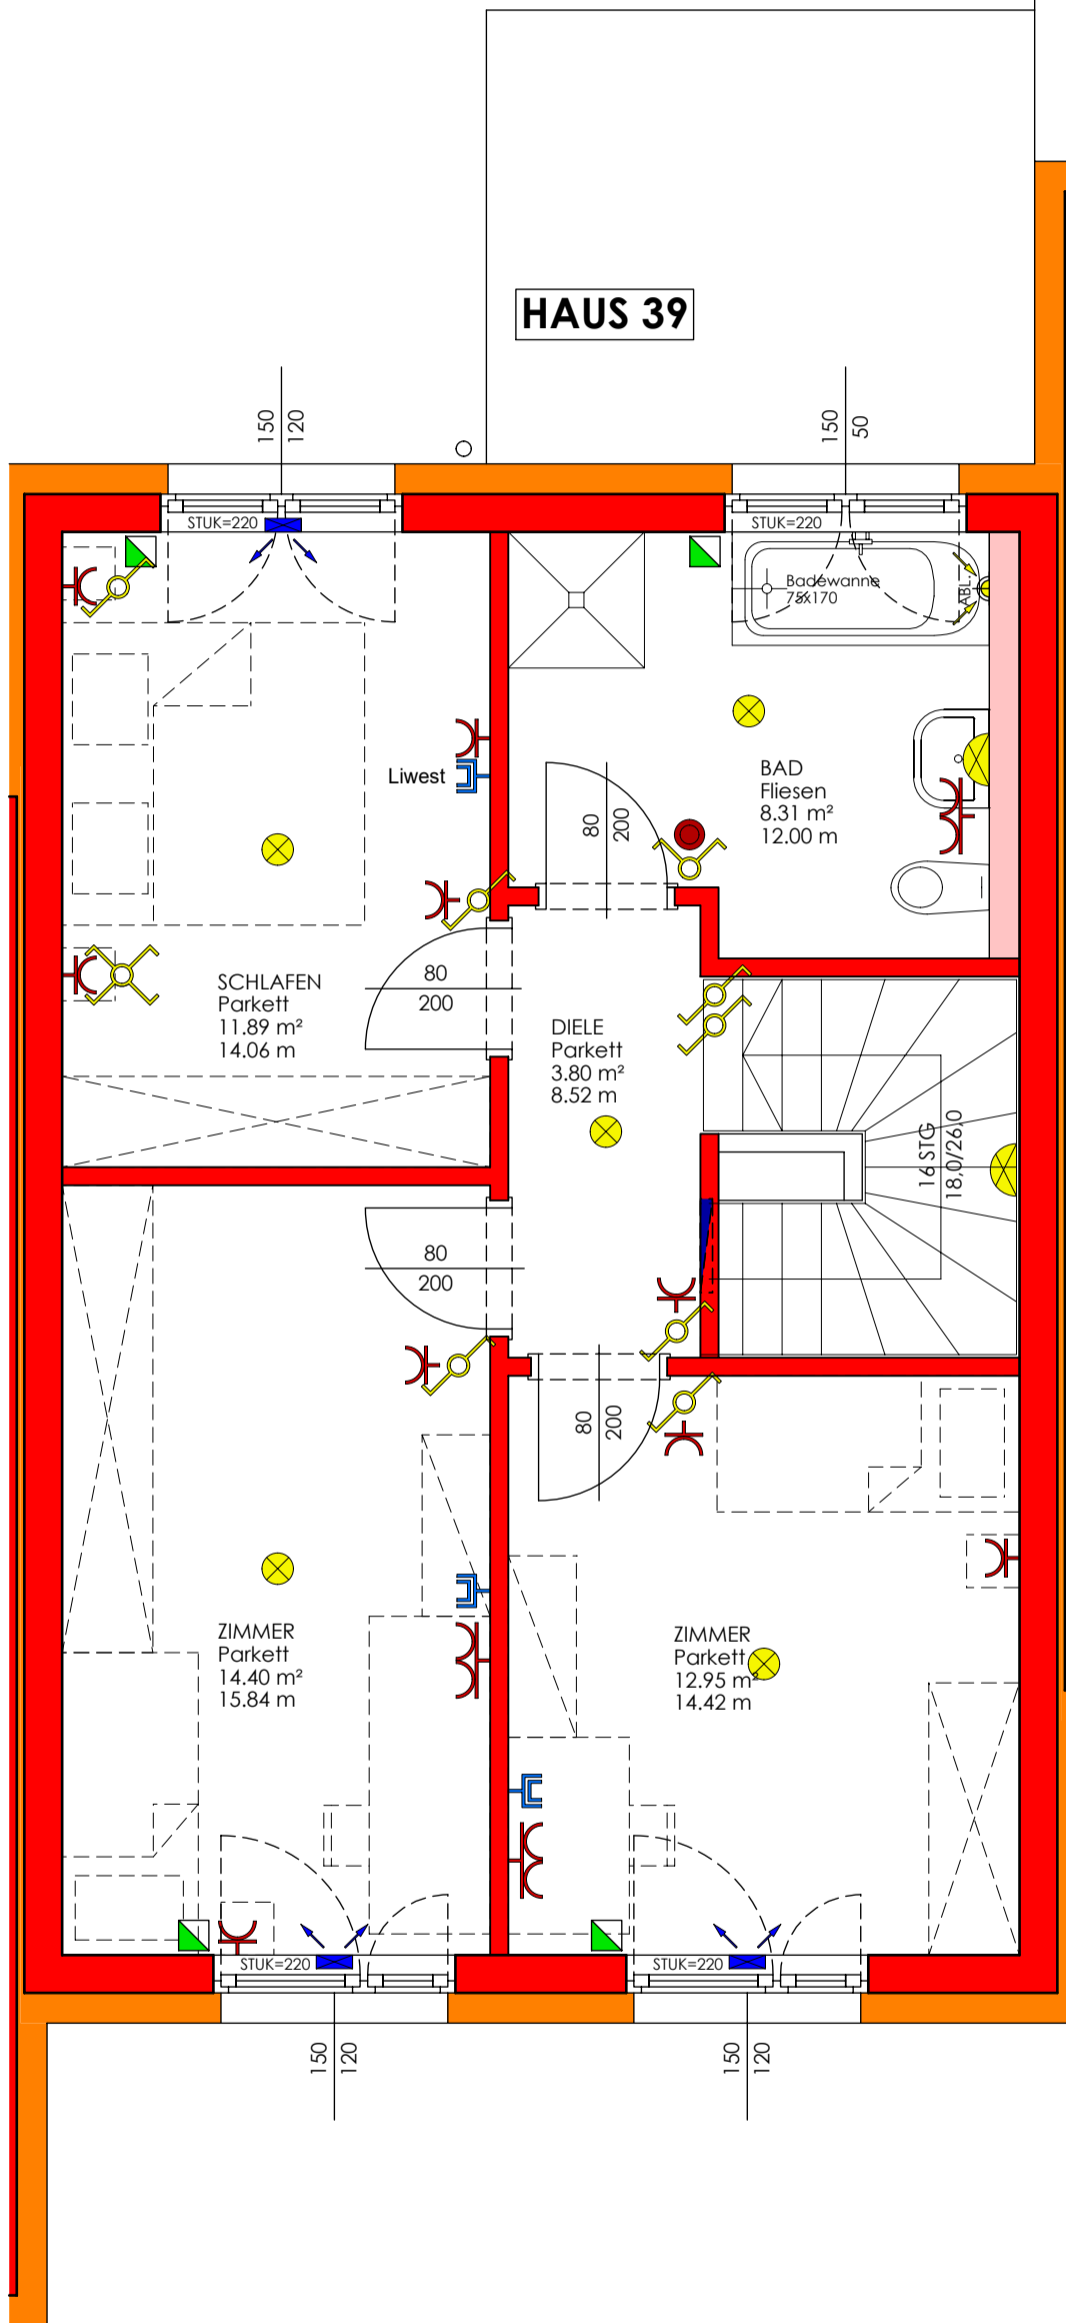 HAUS 39
150
120
150
50
STUK=220
STUK=220
Badewanne
75x170
ABL.
Liwest
BAD
Fliesen
8.31 m²
12.00 m
80
200
SCHLAFEN
Parkett
11.89 m²
14.06 m
80
200
DIELE
Parkett
3.80 m²
8.52 m
16 STG
18,0/26,0
80
200
80
200
ZIMMER
Parkett
14.40 m²
15.84 m
ZIMMER
Parkett
12.95 m²
14.42 m
STUK=220
STUK=220
150
120
150
120